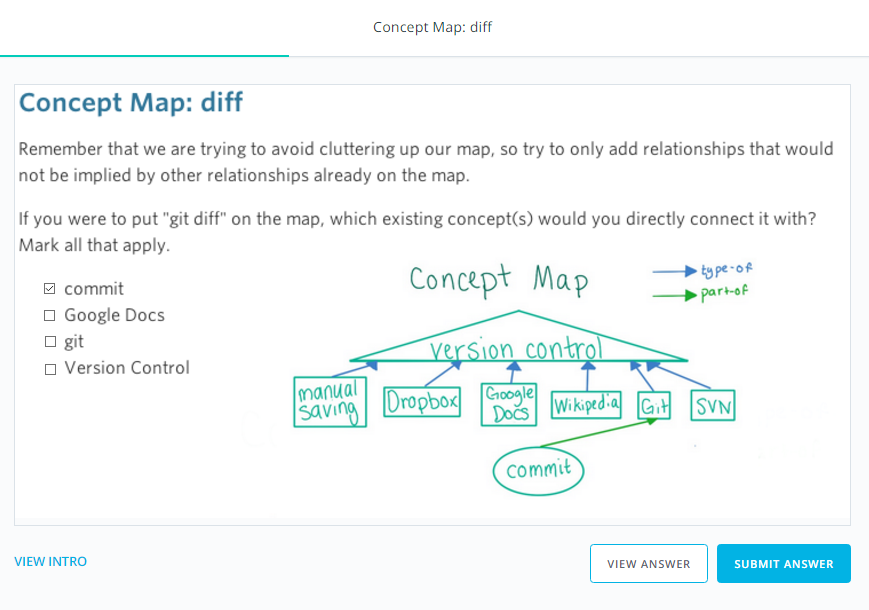 Concept Map: diff
Concept Map: diff
Remember that we are trying to avoid cluttering up our map, so try to only add relationships that would
not be implied by other relationships already on the map.
If you were to put "git diff" on the map, which existing concept(s) would you directly connect it with?
Mark all that apply.
commit
Google Docs
git
Version Control
Concept Map
type-of
part-of
version control
manual
saving
Dropbox
Google
Docs
Wikipedia
Git
SVN
commit
VIEW INTRO
VIEW ANSWER
SUBMIT ANSWER